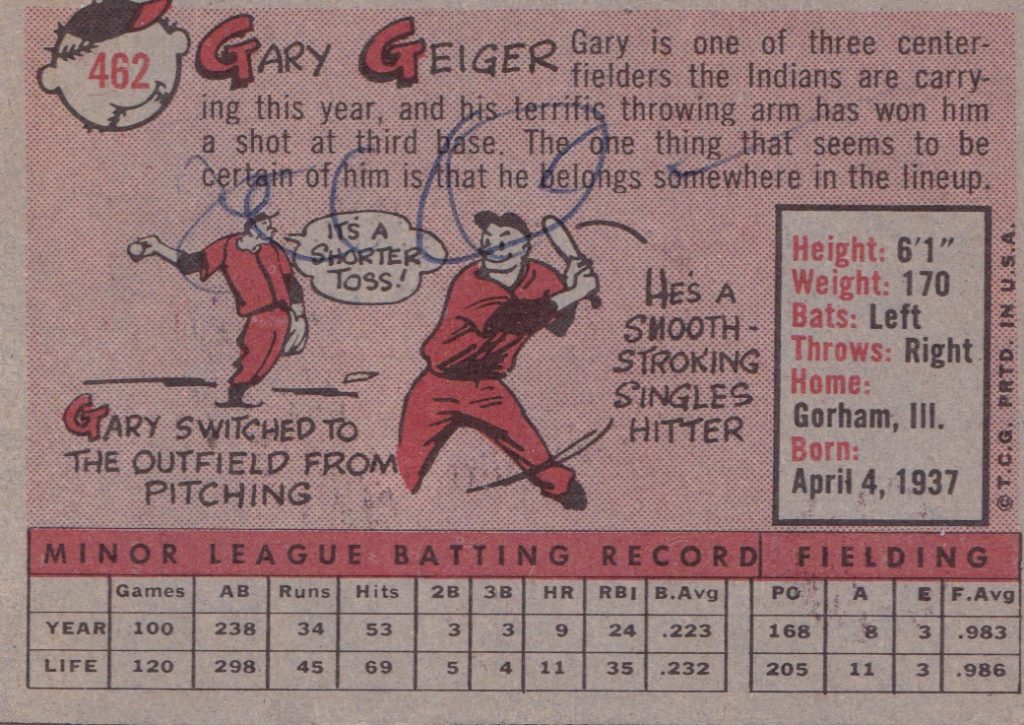 462
GARY GEIGER
Gary is one of three center-
fielders the Indians are carry-
ing this year, and his terrific throwing arm has won him
a shot at third base. The one thing that seems to be
certain of him is that he belongs somewhere in the lineup.
IT'S A
SHORTER
TOSS!
GARY SWITCHED TO
THE OUTFIELD FROM
PITCHING
HE'S A
SMOOTH-
STROKING
SINGLES
HITTER
Height: 6'1"
Weight: 170
Bats: Left
Throws: Right
Home:
Gorham, Ill.
Born:
April 4, 1937
© T.C.G. PRTD. IN U.S.A.
MINOR LEAGUE BATTING RECORD FIELDING
Games AB Runs Hits 2B 3B HR RBI B.Avg PO A E F.Avg
YEAR 100 238 34 53 3 3 9 24 .223 168 8 3 .983
LIFE 120 298 45 69 5 4 11 35 .232 205 11 3 .986